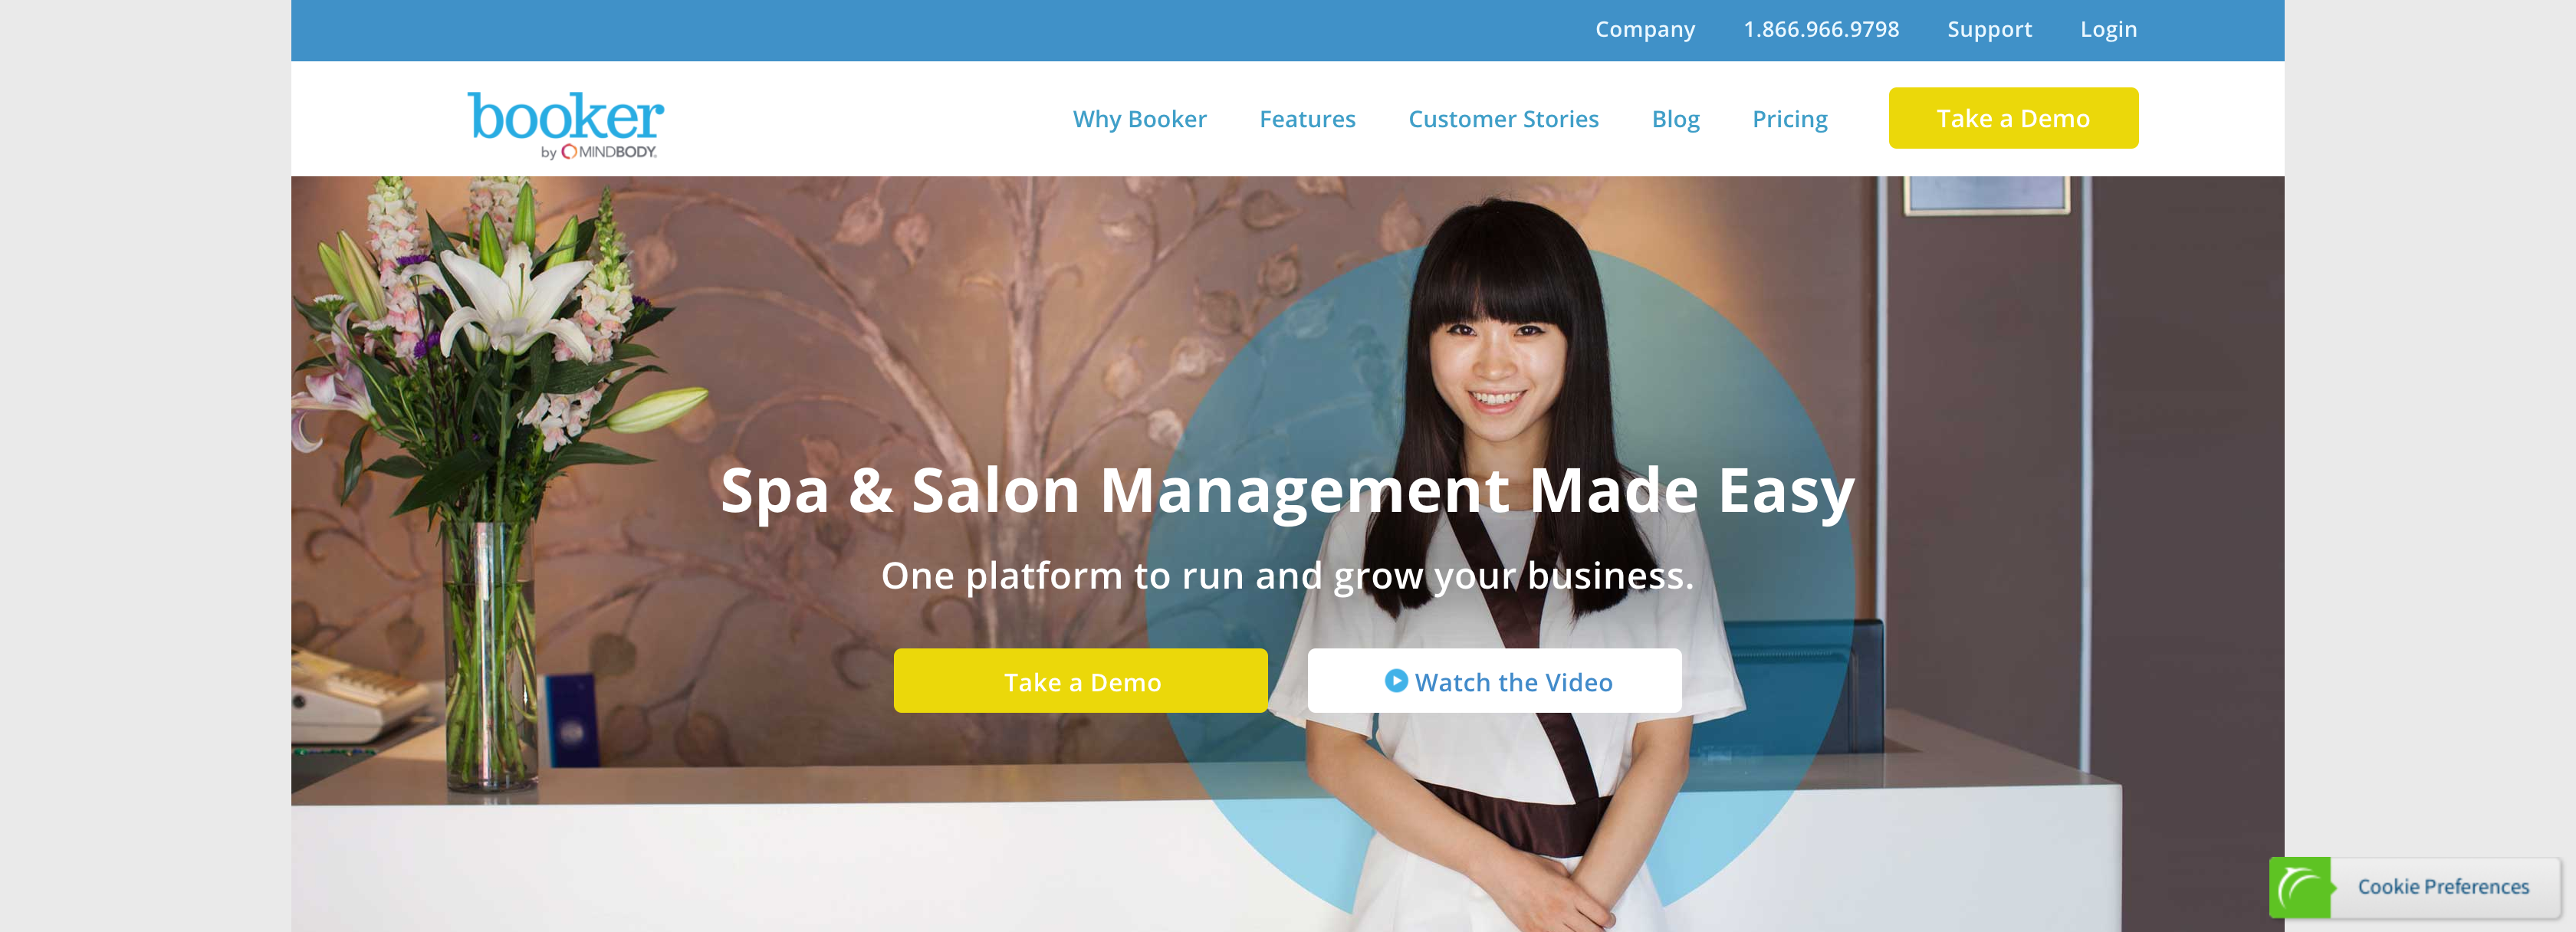 Company 1.866.966.9798 Support Login
booker
by MINDBODY
Why Booker Features Customer Stories Blog Pricing Take a Demo
Spa & Salon Management Made Easy
One platform to run and grow your business.
Take a Demo Watch the Video
Cookie Preferences